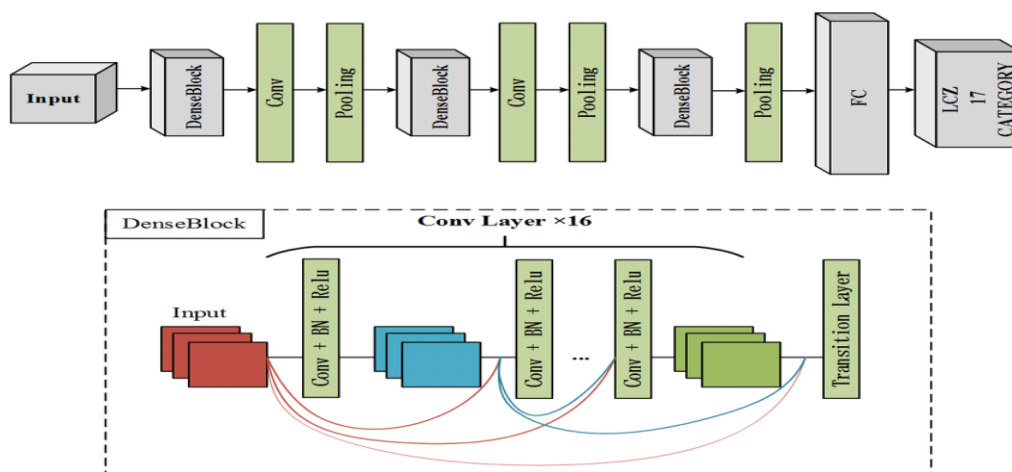 Input
DenseBlock
Conv
Pooling
DenseBlock
Conv
Pooling
DenseBlock
Pooling
FC
LCZ
17
CATEGORY
DenseBlock
Conv Layer ×16
Input
Conv + BN + Relu
Conv + BN + Relu
...
Conv + BN + Relu
Transition Layer